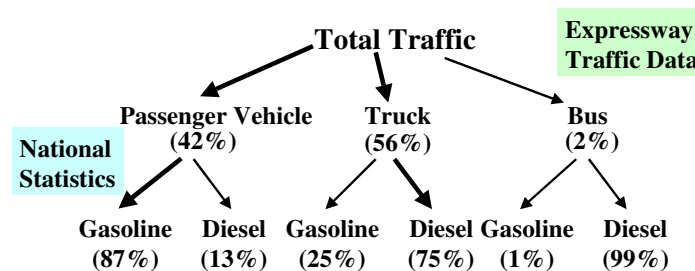 Total Traffic
Expressway
Traffic Data
Passenger Vehicle
(42%)
Truck
(56%)
Bus
(2%)
National
Statistics
Gasoline
(87%)
Diesel
(13%)
Gasoline
(25%)
Diesel
(75%)
Gasoline
(1%)
Diesel
(99%)